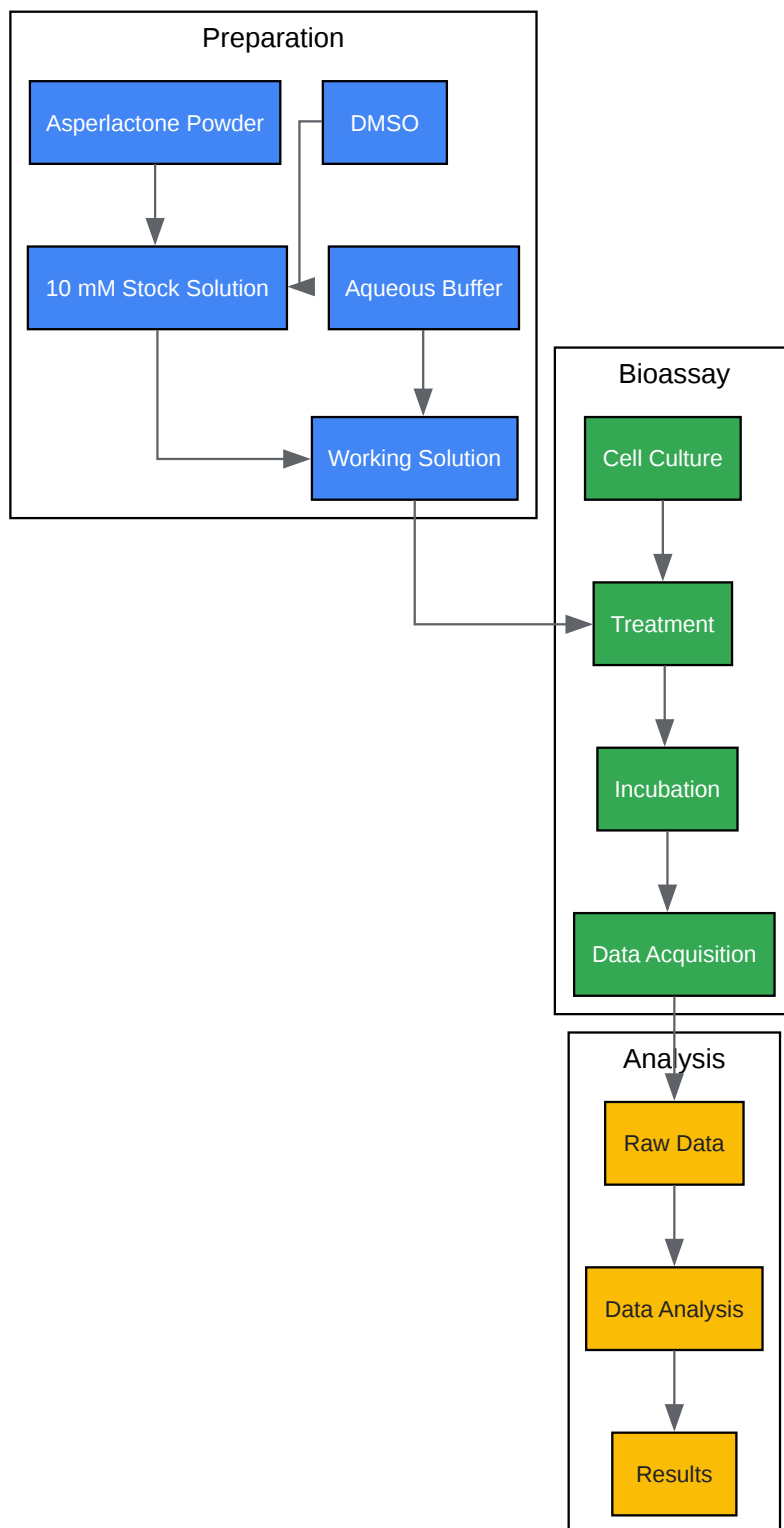 Preparation
Asperlactone Powder
DMSO
10 mM Stock Solution
Aqueous Buffer
Working Solution
Bioassay
Cell Culture
Treatment
Incubation
Data Acquisition
Analysis
Raw Data
Data Analysis
Results